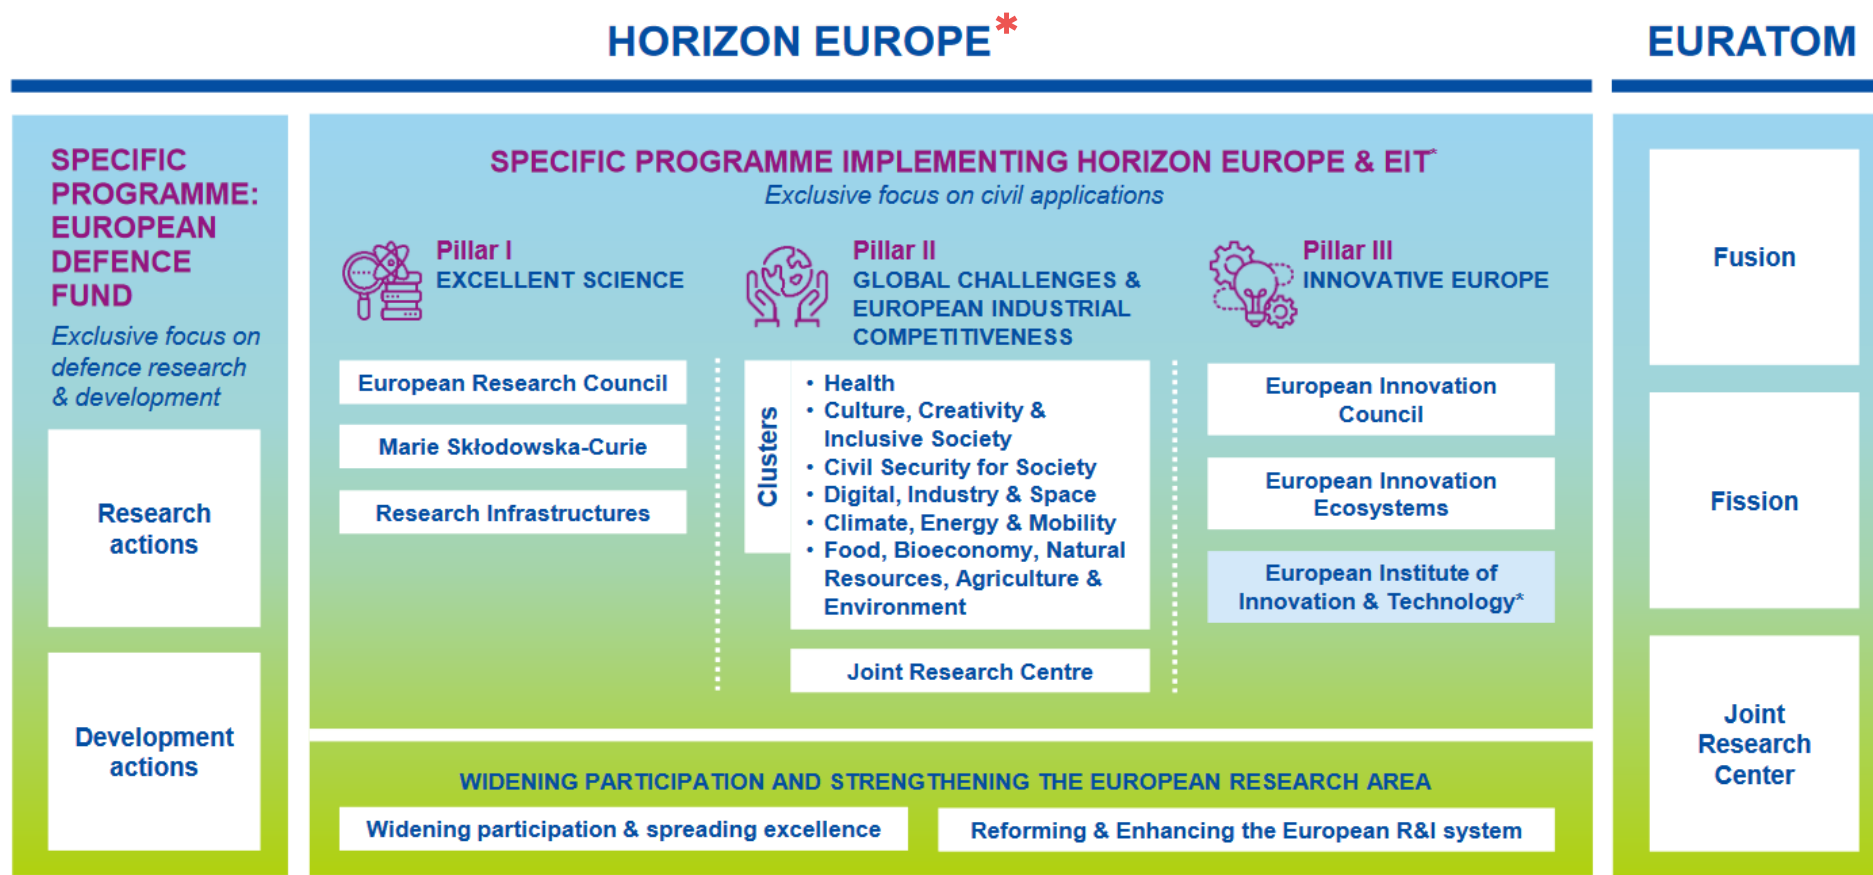 HORIZON EUROPE*
EURATOM
SPECIFIC
PROGRAMME:
EUROPEAN
DEFENCE
FUND
Exclusive focus on
defence research
& development
Research
actions
Development
actions
SPECIFIC PROGRAMME IMPLEMENTING HORIZON EUROPE & EIT*
Exclusive focus on civil applications
Pillar I
EXCELLENT SCIENCE
European Research Council
Marie Skłodowska-Curie
Research Infrastructures
Pillar II
GLOBAL CHALLENGES &
EUROPEAN INDUSTRIAL
COMPETITIVENESS
Clusters
• Health
• Culture, Creativity &
Inclusive Society
• Civil Security for Society
• Digital, Industry & Space
• Climate, Energy & Mobility
• Food, Bioeconomy, Natural
Resources, Agriculture &
Environment
Joint Research Centre
Pillar III
INNOVATIVE EUROPE
European Innovation
Council
European Innovation
Ecosystems
European Institute of
Innovation & Technology*
WIDENING PARTICIPATION AND STRENGTHENING THE EUROPEAN RESEARCH AREA
Widening participation & spreading excellence
Reforming & Enhancing the European R&I system
Fusion
Fission
Joint
Research
Center